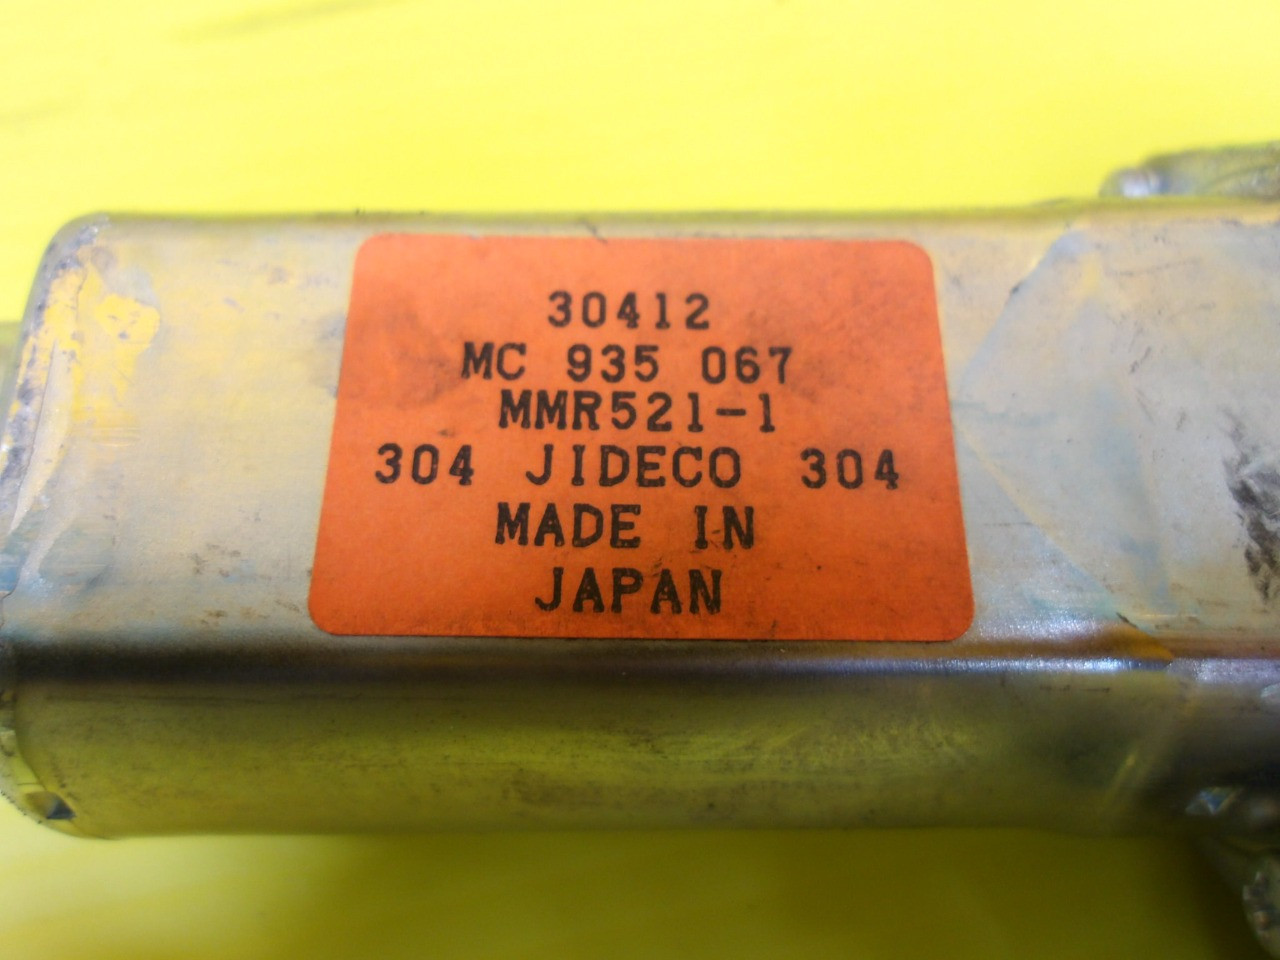 30412
MC 935 067
MMR521-1
304 JIDECO 304
MADE IN
JAPAN